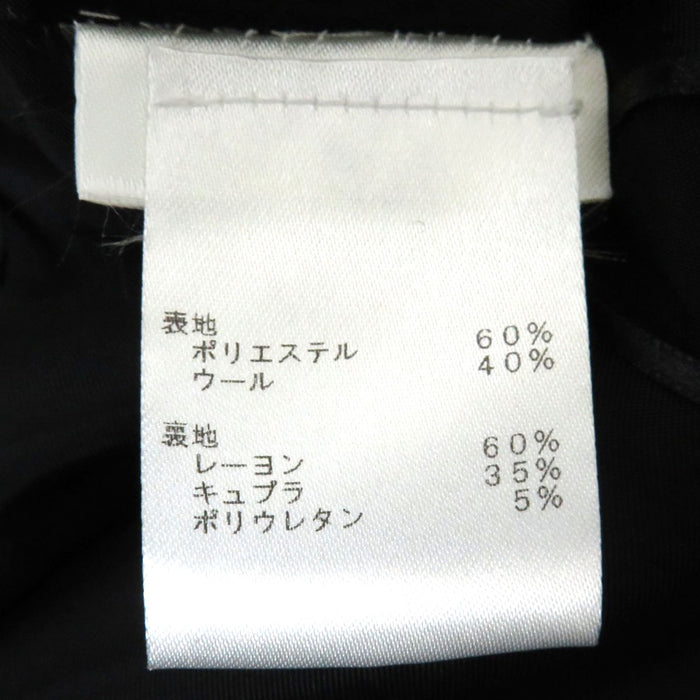 表地
ポリエステル 60%
ウール 40%
裏地
レーヨン 60%
キュプラ 35%
ポリウレタン 5%